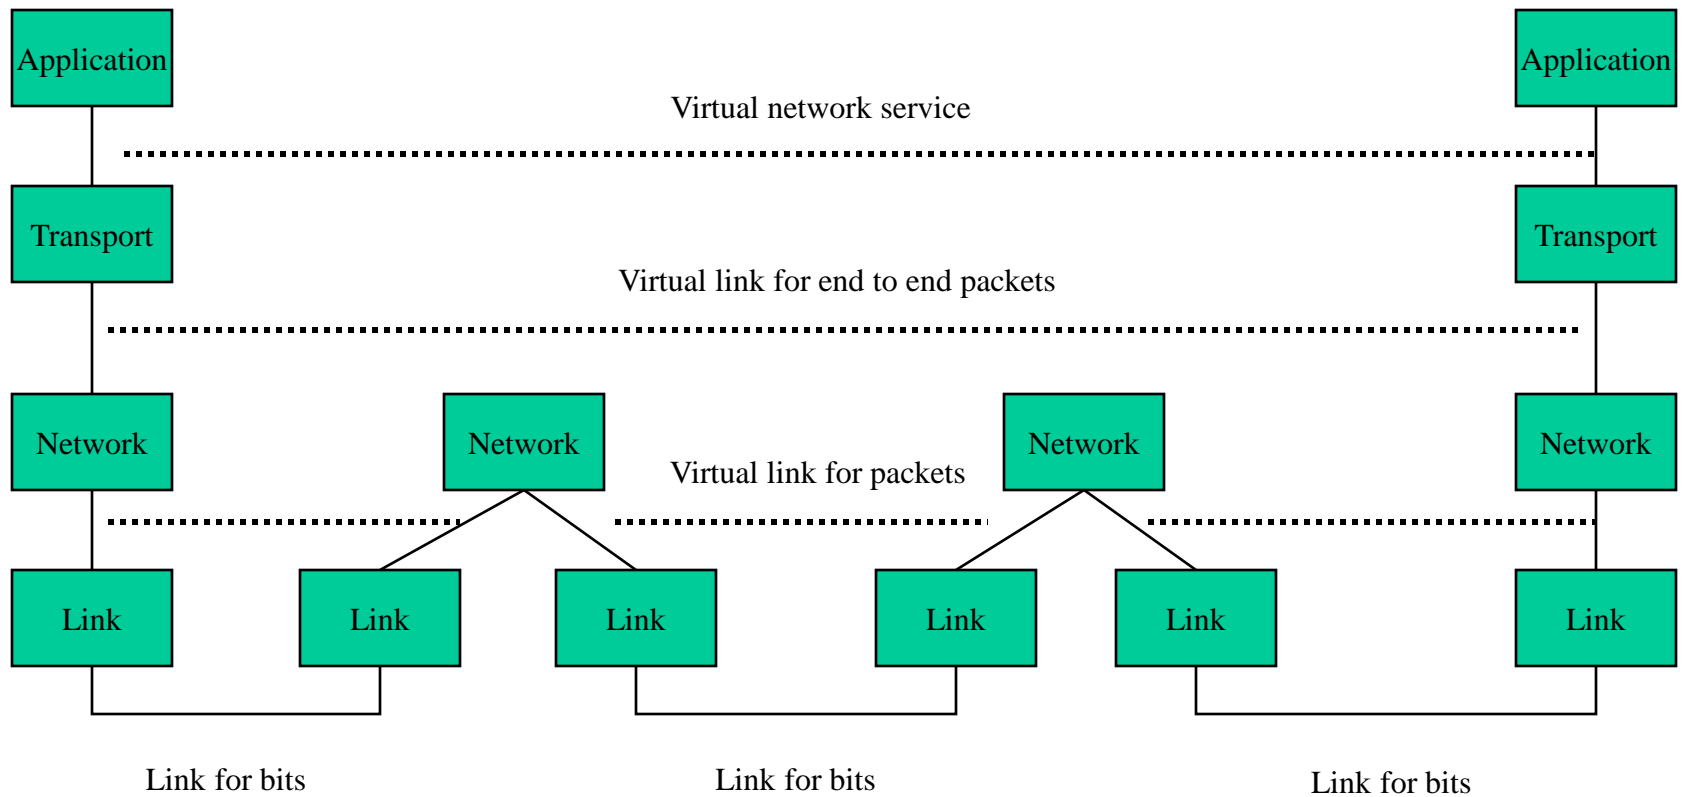 Application
Application
Virtual network service
Transport
Transport
Virtual link for end to end packets
Network
Network
Network
Network
Virtual link for packets
Link
Link
Link
Link
Link
Link
Link for bits
Link for bits
Link for bits